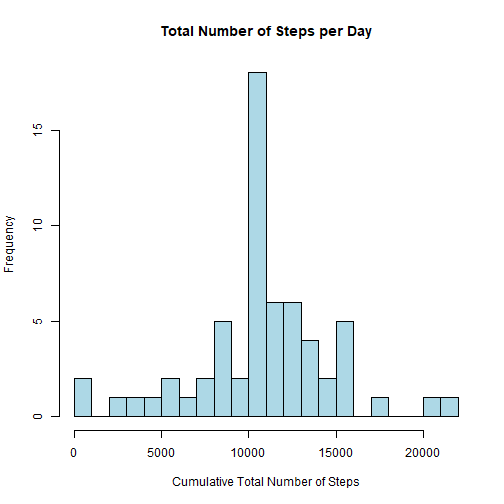 Total Number of Steps per Day
Frequency
15
10
5
0
0 5000 10000 15000 20000
Cumulative Total Number of Steps